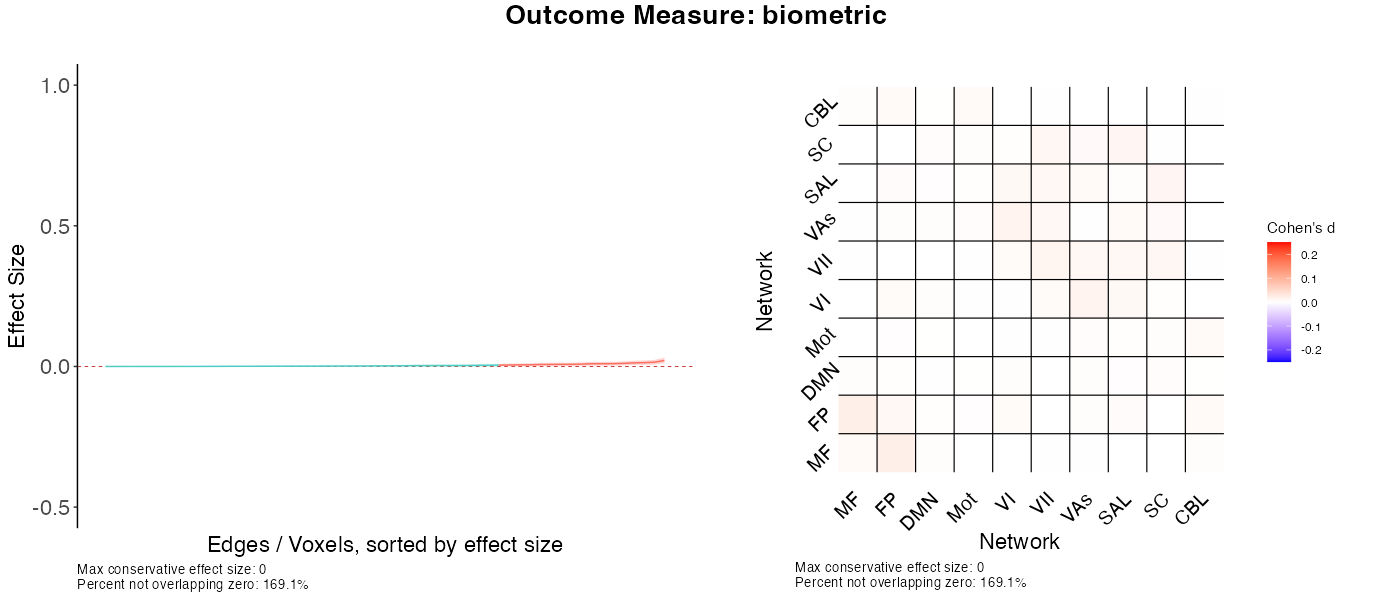 Outcome Measure: biometric
1.0
0.5
0.0
-0.5
Effect Size
Edges / Voxels, sorted by effect size
Max conservative effect size: 0
Percent not overlapping zero: 169.1%
Network
CBL
SC
SAL
VAs
VII
VI
Mot
DMN
FP
MF
MF
FP
DMN
Mot
VI
VII
VAs
SAL
SC
CBL
Network
Max conservative effect size: 0
Percent not overlapping zero: 169.1%
Cohen's d
0.2
0.1
0.0
-0.1
-0.2